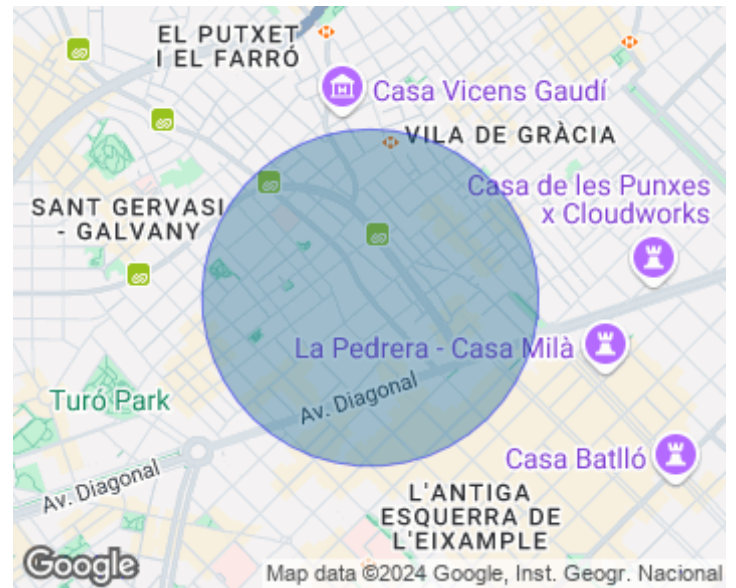 EL PUTXET
I EL FARRÓ
Casa Vicens Gaudí
VILA DE GRÀCIA
Casa de les Punxes
x Cloudworks
SANT GERVASI
- GALVANY
La Pedrera - Casa Milà
Turó Park
Av. Diagonal
Casa Batlló
Av. Diagonal
L'ANTIGA
ESQUERRA DE
L'EIXAMPLE
Google
Map data ©2024 Google, Inst. Geogr. Nacional